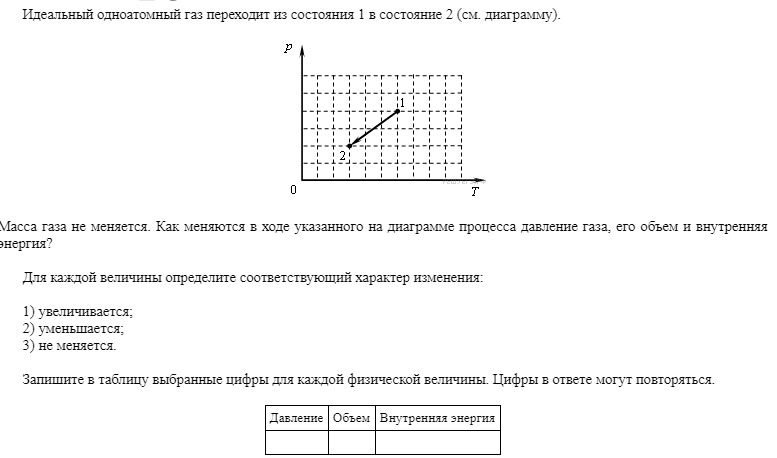 Идеальный одноатомный газ переходит из состояния 1 в состояние 2 (см. диаграмму).
p
1
2
0
T
Масса газа не меняется. Как меняются в ходе указанного на диаграмме процесса давление газа, его объем и внутренняя
энергия?
Для каждой величины определите соответствующий характер изменения:
1) увеличивается;
2) уменьшается;
3) не меняется.
Запишите в таблицу выбранные цифры для каждой физической величины. Цифры в ответе могут повторяться.
Давление Объем Внутренняя энергия